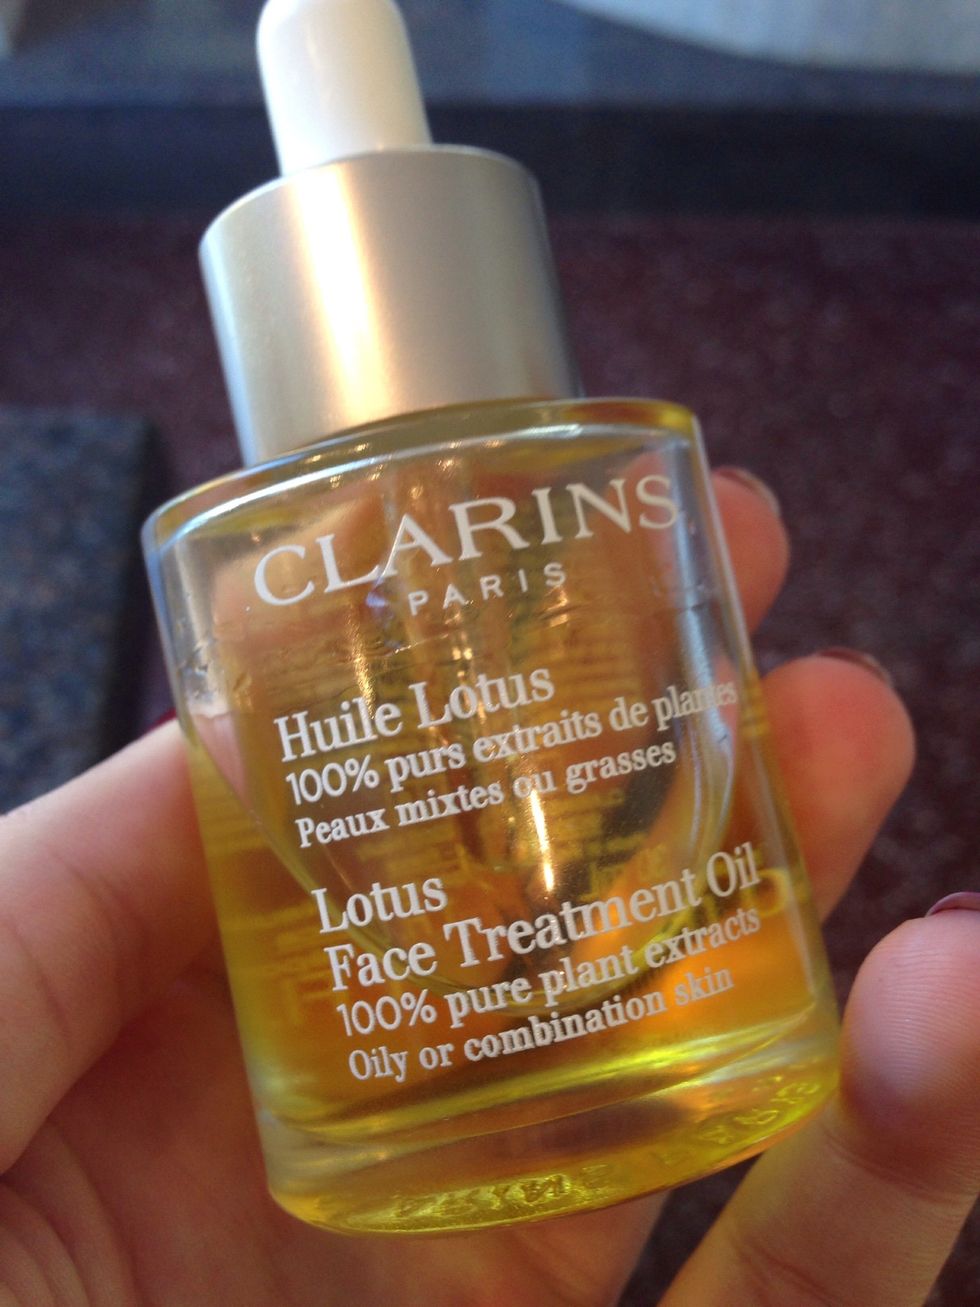 CLARINS
PARIS
Huile Lotus
100% purs extraits de plantes
Peaux mixtes ou grasses
Lotus
Face Treatment Oil
100% pure plant extracts
Oily or combination skin